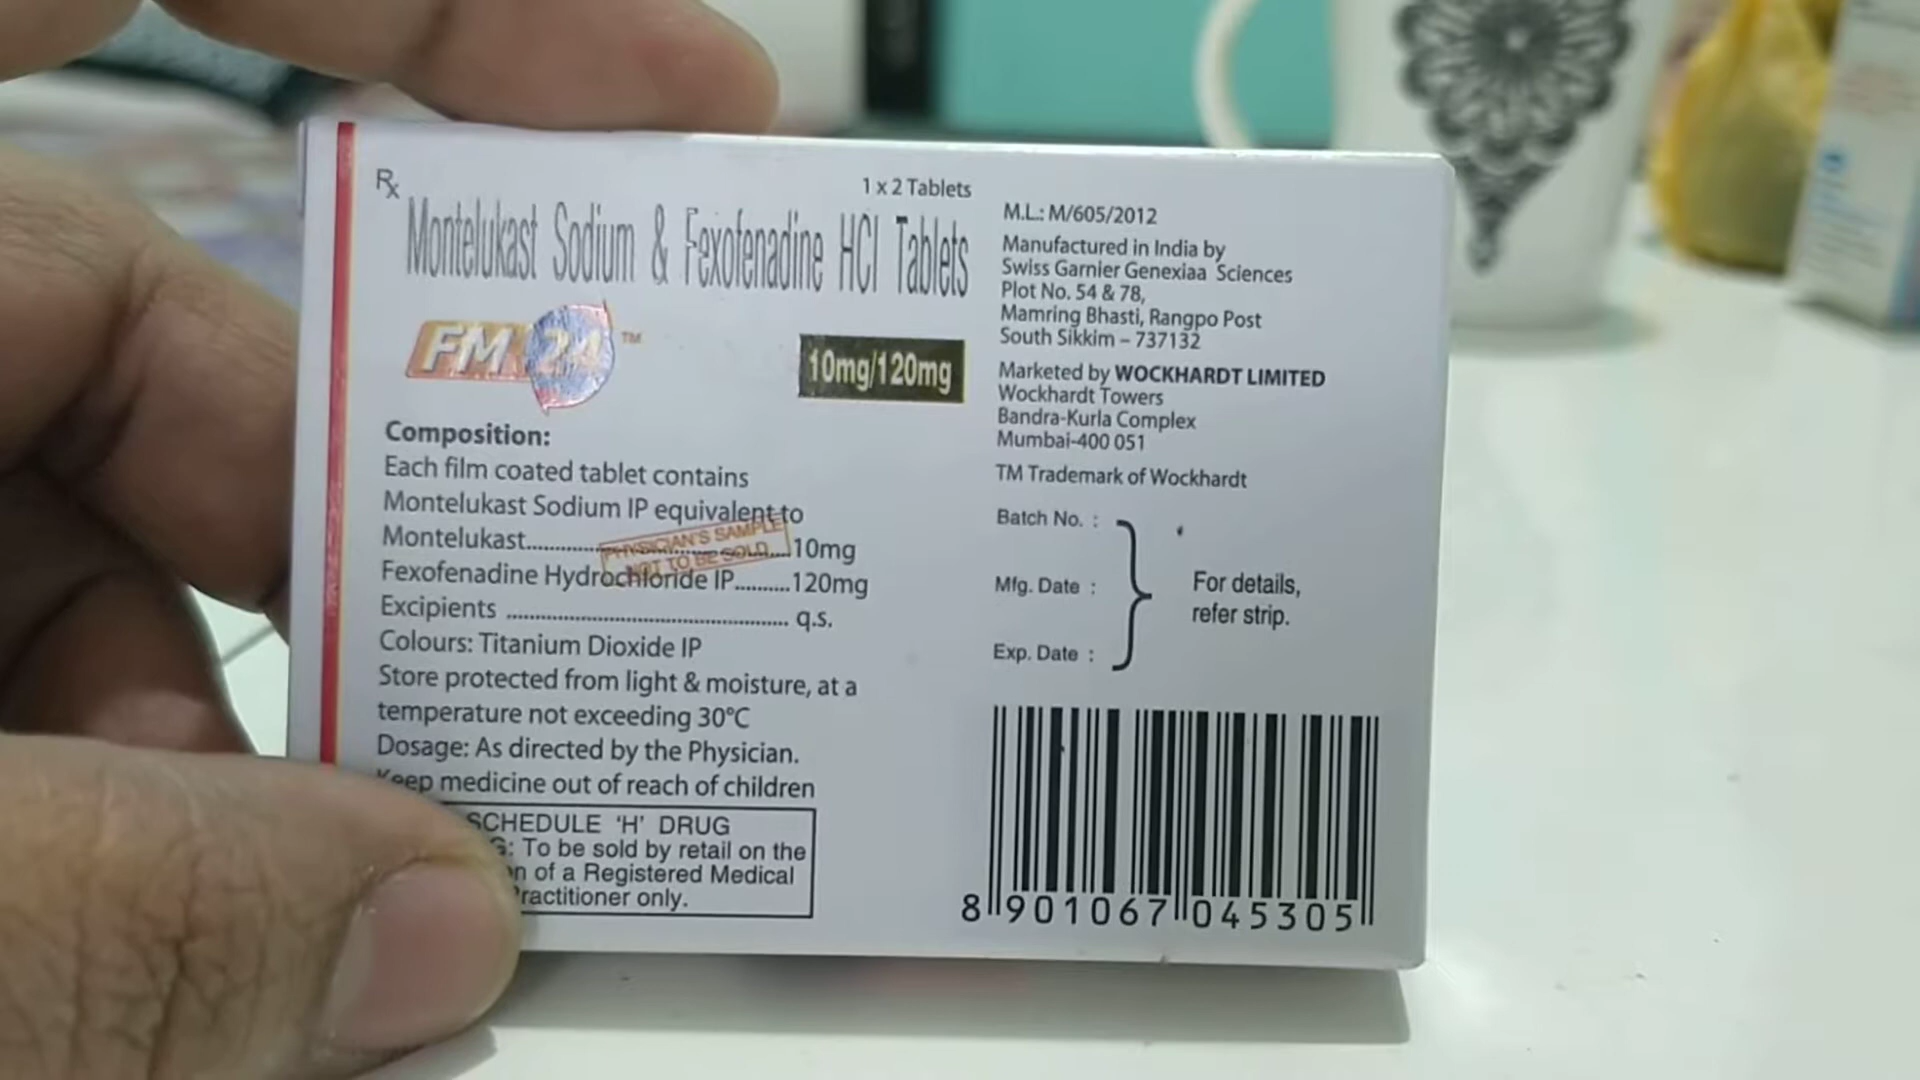 Rx
1 x 2 Tablets
Montelukast Sodium & Fexofenadine HCl Tablets
FM 24 ™
10mg/120mg
Composition:
Each film coated tablet contains
Montelukast Sodium IP equivalent to
Montelukast....................................10mg
PHYSICIAN'S SAMPLE
NOT TO BE SOLD
Fexofenadine Hydrochloride IP..........120mg
Excipients ................................................. q.s.
Colours: Titanium Dioxide IP
Store protected from light & moisture, at a
temperature not exceeding 30°C
Dosage: As directed by the Physician.
Keep medicine out of reach of children
SCHEDULE 'H' DRUG
: To be sold by retail on the
of a Registered Medical
Practitioner only.
M.L.: M/605/2012
Manufactured in India by
Swiss Garnier Genexiaa Sciences
Plot No. 54 & 78,
Mamring Bhasti, Rangpo Post
South Sikkim – 737132
Marketed by WOCKHARDT LIMITED
Wockhardt Towers
Bandra-Kurla Complex
Mumbai-400 051
TM Trademark of Wockhardt
Batch No. :
Mfg. Date :
Exp. Date :
For details,
refer strip.
8 901067 045305